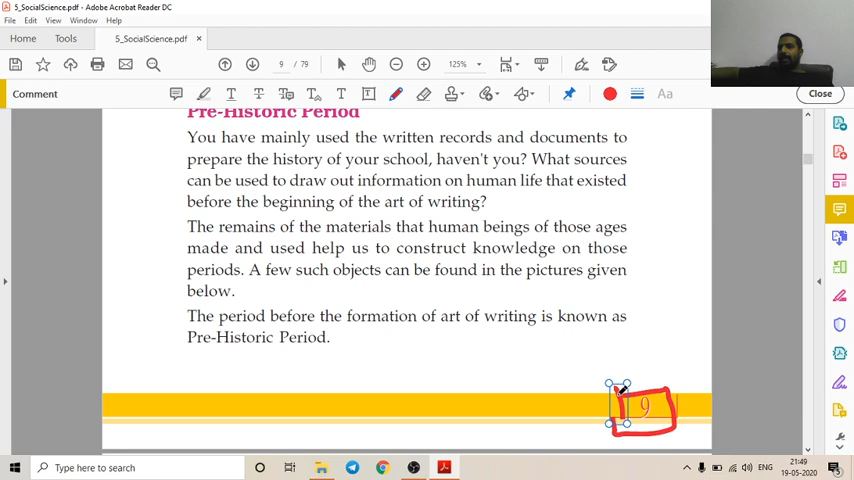 5_SocialScience.pdf - Adobe Acrobat Reader DC
File Edit View Window Help
Home Tools 5_SocialScience.pdf ×
9 / 79 125%
Comment Close
Pre-Historic Period
You have mainly used the written records and documents to
prepare the history of your school, haven't you? What sources
can be used to draw out information on human life that existed
before the beginning of the art of writing?
The remains of the materials that human beings of those ages
made and used help us to construct knowledge on those
periods. A few such objects can be found in the pictures given
below.
The period before the formation of art of writing is known as
Pre-Historic Period.
9
Type here to search
ENG
21:49
19-05-2020